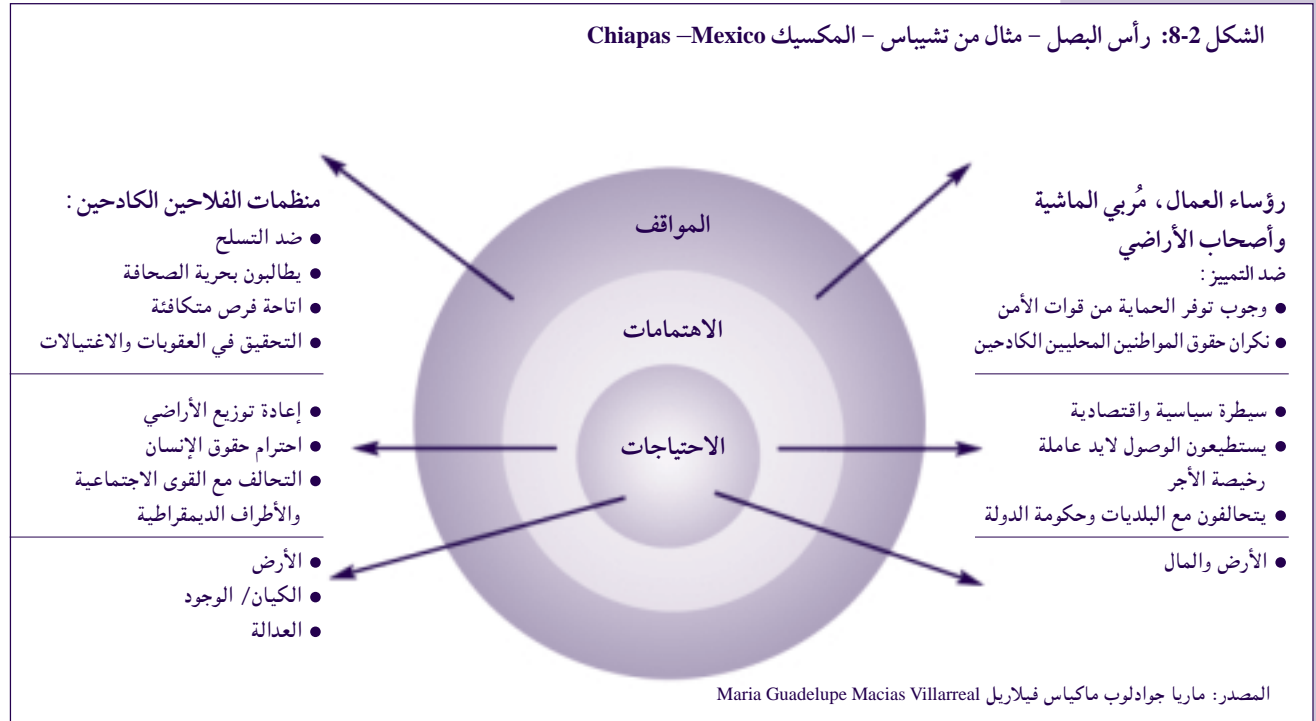 الشكل 2-8: رأس البصل – مثال من تشيباس – المكسيك Chiapas –Mexico
رؤساء العمال، مُربي الماشية
وأصحاب الأراضي
ضد التمييز:
● وجوب توفر الحماية من قوات الأمن
● نكران حقوق المواطنين المحليين الكادحين
● سيطرة سياسية واقتصادية
● يستطيعون الوصول لايد عاملة
رخيصة الأجر
● يتحالفون مع البلديات وحكومة الدولة
● الأرض والمال
المواقف
الاهتمامات
الاحتياجات
منظمات الفلاحين الكادحين:
● ضد التسلح
● يطالبون بحرية الصحافة
● اتاحة فرص متكافئة
● التحقيق في العقوبات والاغتيالات
● إعادة توزيع الأراضي
● احترام حقوق الإنسان
● التحالف مع القوى الاجتماعية
والأطراف الديمقراطية
● الأرض
● الكيان/ الوجود
● العدالة
المصدر: ماريا جوادلوب ماكياس فيلاريل Maria Guadelupe Macias Villarreal